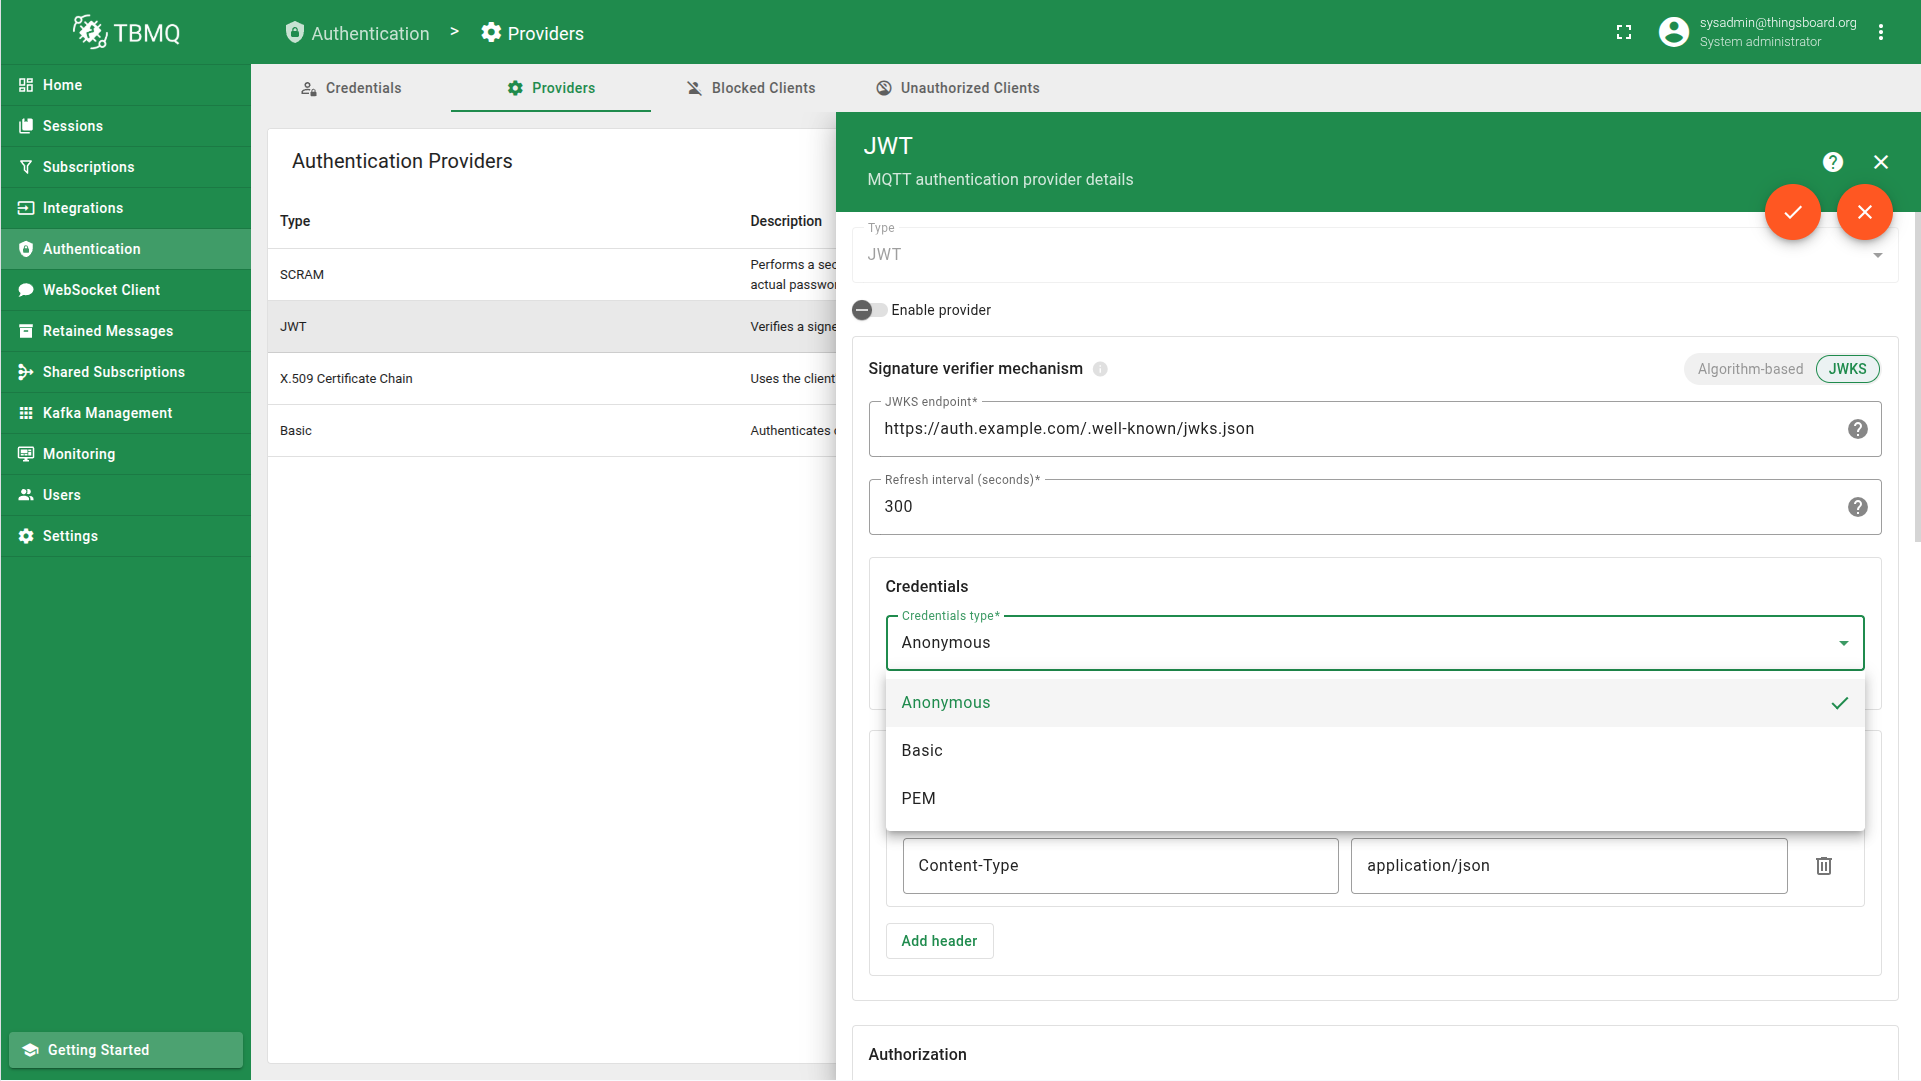 TBMQ
Authentication > Providers
sysadmin@thingsboard.org
System administrator
Home
Sessions
Subscriptions
Integrations
Authentication
WebSocket Client
Retained Messages
Shared Subscriptions
Kafka Management
Monitoring
Users
Settings
Getting Started
Credentials
Providers
Blocked Clients
Unauthorized Clients
Authentication Providers
Type Description
SCRAM Performs a sec
actual passwor
JWT Verifies a signe
X.509 Certificate Chain Uses the client'
Basic Authenticates
JWT
MQTT authentication provider details
Type
JWT
Enable provider
Signature verifier mechanism
Algorithm-based JWKS
JWKS endpoint*
https://auth.example.com/.well-known/jwks.json
Refresh interval (seconds)*
300
Credentials
Credentials type*
Anonymous
Anonymous
Basic
PEM
Content-Type application/json
Add header
Authorization